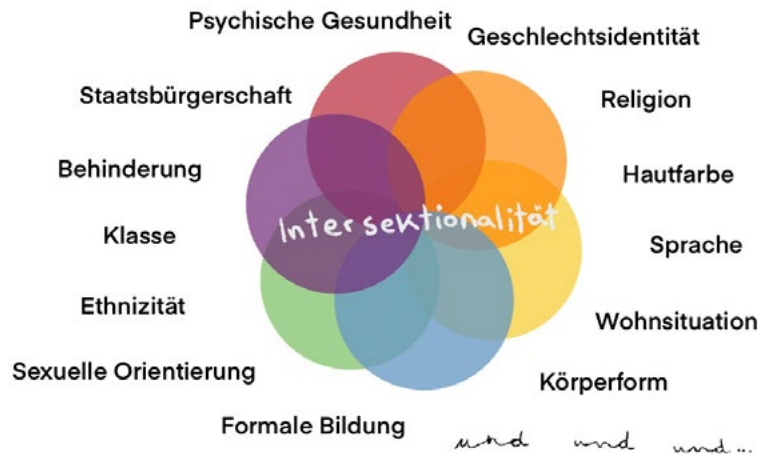 Psychische Gesundheit
Geschlechtsidentität
Staatsbürgerschaft
Religion
Behinderung
Hautfarbe
Intersektionalität
Klasse
Sprache
Ethnizität
Wohnsituation
Sexuelle Orientierung
Körperform
Formale Bildung
und und und...